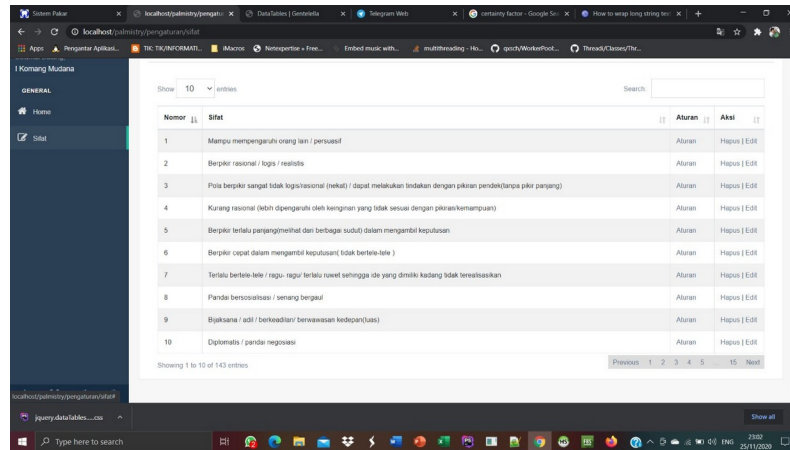 Sistem Pakar
localhost/palmistry/pengatur
DataTables | Gentelella
Telegram Web
certainty factor - Google Se
How to wrap long string tex
localhost/palmistry/pengaturan/sifat
Apps
Pengantar Aplikasi...
TIK: TIK/INFORMATI...
iMacros
Netexpertise » Free...
Embed music with...
multithreading - Ho...
qxsch/WorkerPool:...
Threadi/Classes/Thr...
I Komang Mudana
GENERAL
Home
Sifat
Show 10 entries
Search:
Nomor Sifat Aturan Aksi
1 Mampu mempengaruhi orang lain / persuasif Aturan Hapus | Edit
2 Berpikir rasional / logis / realistis Aturan Hapus | Edit
3 Pola berpikir sangat tidak logis/rasional (nekat) / dapat melakukan tindakan dengan pikiran pendek(tanpa pikir panjang) Aturan Hapus | Edit
4 Kurang rasional (lebih dipengaruhi oleh keinginan yang tidak sesuai dengan pikiran/kemampuan) Aturan Hapus | Edit
5 Berpikir terlalu panjang(melihat dari berbagai sudut) dalam mengambil keputusan Aturan Hapus | Edit
6 Berpikir cepat dalam mengambil keputusan( tidak bertele-tele ) Aturan Hapus | Edit
7 Terlalu bertele-tele / ragu- ragu/ terlalu ruwet sehingga ide yang dimiliki kadang tidak terealisasikan Aturan Hapus | Edit
8 Pandai bersosialisasi / senang bergaul Aturan Hapus | Edit
9 Bijaksana / adil / berkeadilan/ berwawasan kedepan(luas) Aturan Hapus | Edit
10 Diplomatis / pandai negosiasi Aturan Hapus | Edit
Showing 1 to 10 of 143 entries
Previous 1 2 3 4 5 ... 15 Next
localhost/palmistry/pengaturan/sifat#
jquery.dataTables....css
Show all
Type here to search
ENG
23:02
25/11/2020